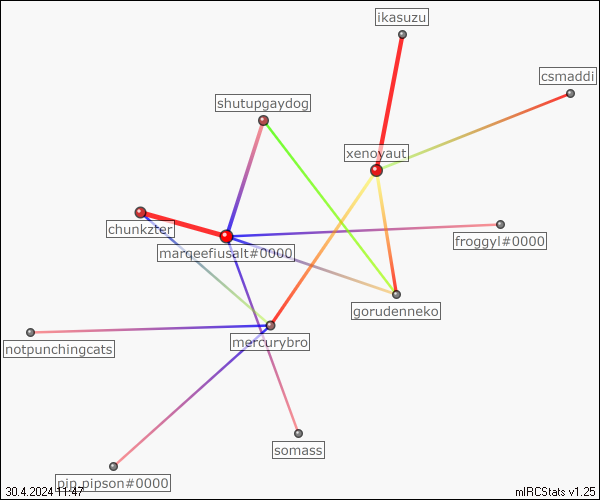 ikasuzu
csmaddi
shutupgaydog
xenoyaut
chunkzter
marqeefiusalt#0000
froggyl#0000
gorudenneko
mercurybro
notpunchingcats
somass
pip.pipson#0000
30.4.2024 11:47
mIRCStats v1.25